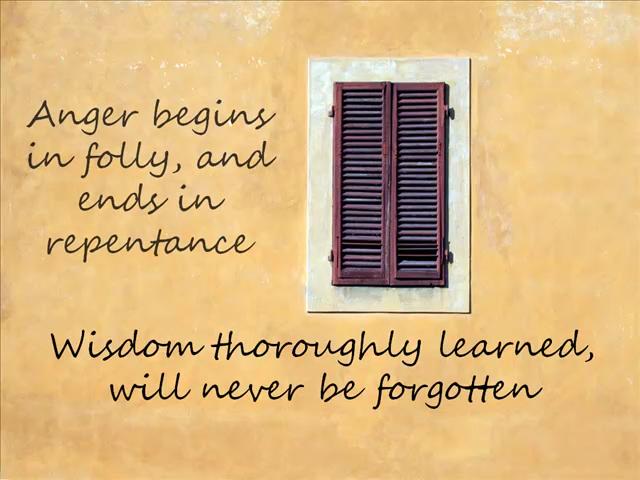 Anger begins
in folly, and
ends in
repentance
Wisdom thoroughly learned,
will never be forgotten